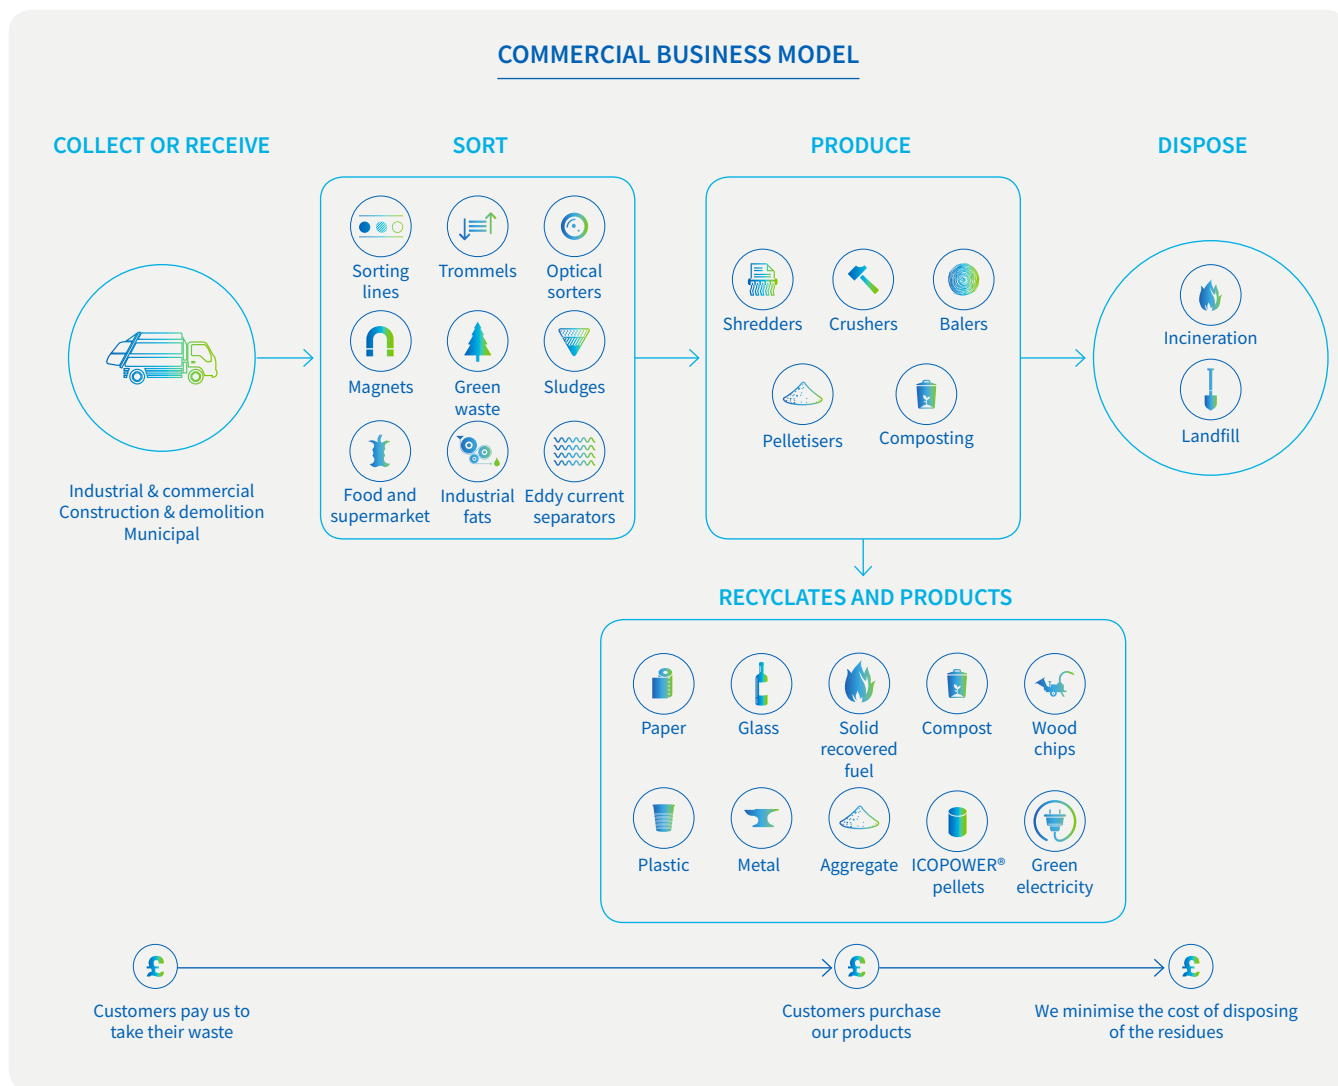 COMMERCIAL BUSINESS MODEL
COLLECT OR RECEIVE
Industrial & commercial
Construction & demolition
Municipal
SORT
Sorting
lines
Trommels
Optical
sorters
Magnets
Green
waste
Sludges
Food and
supermarket
Industrial
fats
Eddy current
separators
PRODUCE
Shredders
Crushers
Balers
Pelletisers
Composting
DISPOSE
Incineration
Landfill
RECYCLATES AND PRODUCTS
Paper
Glass
Solid
recovered
fuel
Compost
Wood
chips
Plastic
Metal
Aggregate
ICOPOWER®
pellets
Green
electricity
£
Customers pay us to
take their waste
£
Customers purchase
our products
£
We minimise the cost of disposing
of the residues